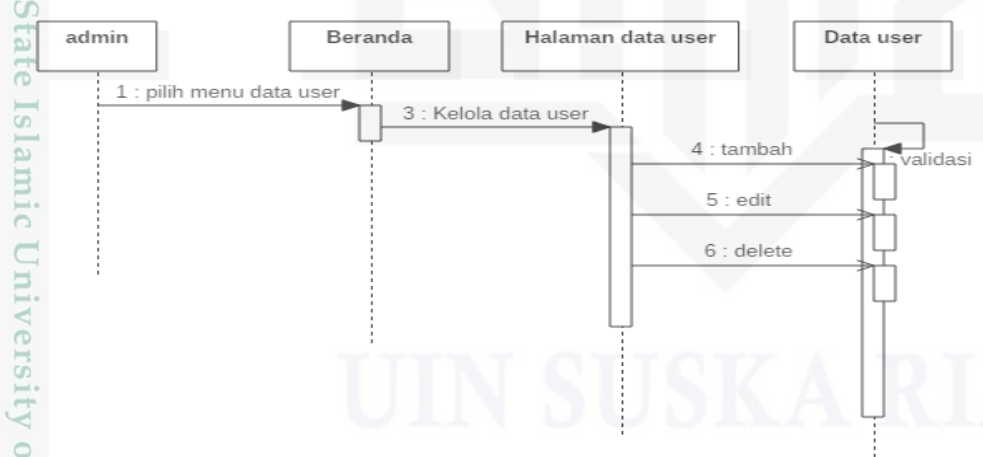 State Islamic University o
admin
Beranda
Halaman data user
Data user
1 : pilih menu data user
3 : Kelola data user
4 : tambah
: validasi
5 : edit
6 : delete
UIN SUSKA RI